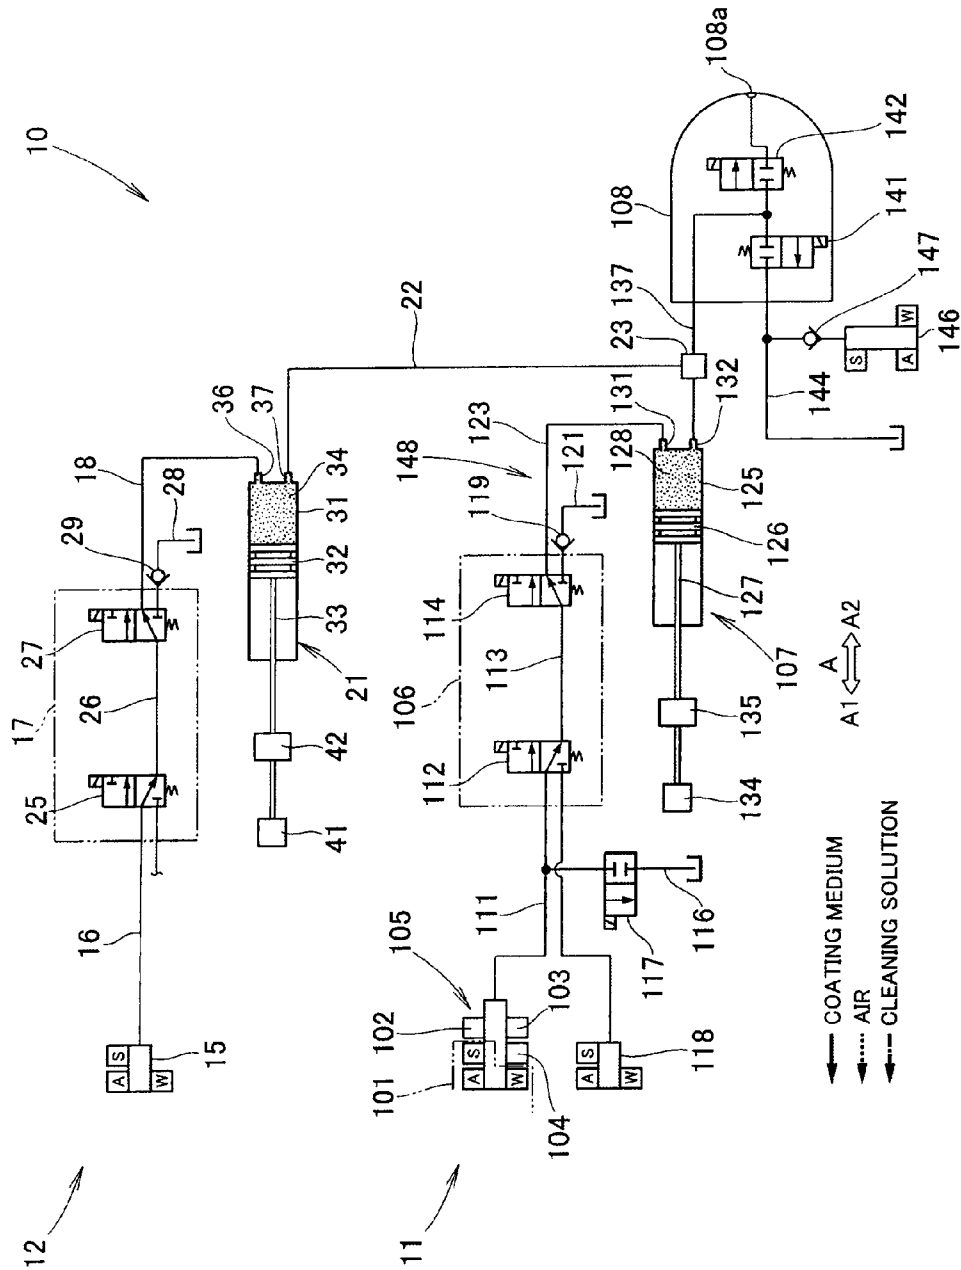 10
12
11
15
S
A
W
16
17
25
26
27
18
29
28
36
37
34
31
32
33
21
42
41
22
23
137
108
108a
142
141
147
146
S
A
W
144
132
131
128
125
126
127
107
135
134
A
A1
A2
123
148
121
119
114
113
106
112
111
105
102
103
101
104
S
A
W
116
117
118
S
A
W
COATING MEDIUM
AIR
CLEANING SOLUTION